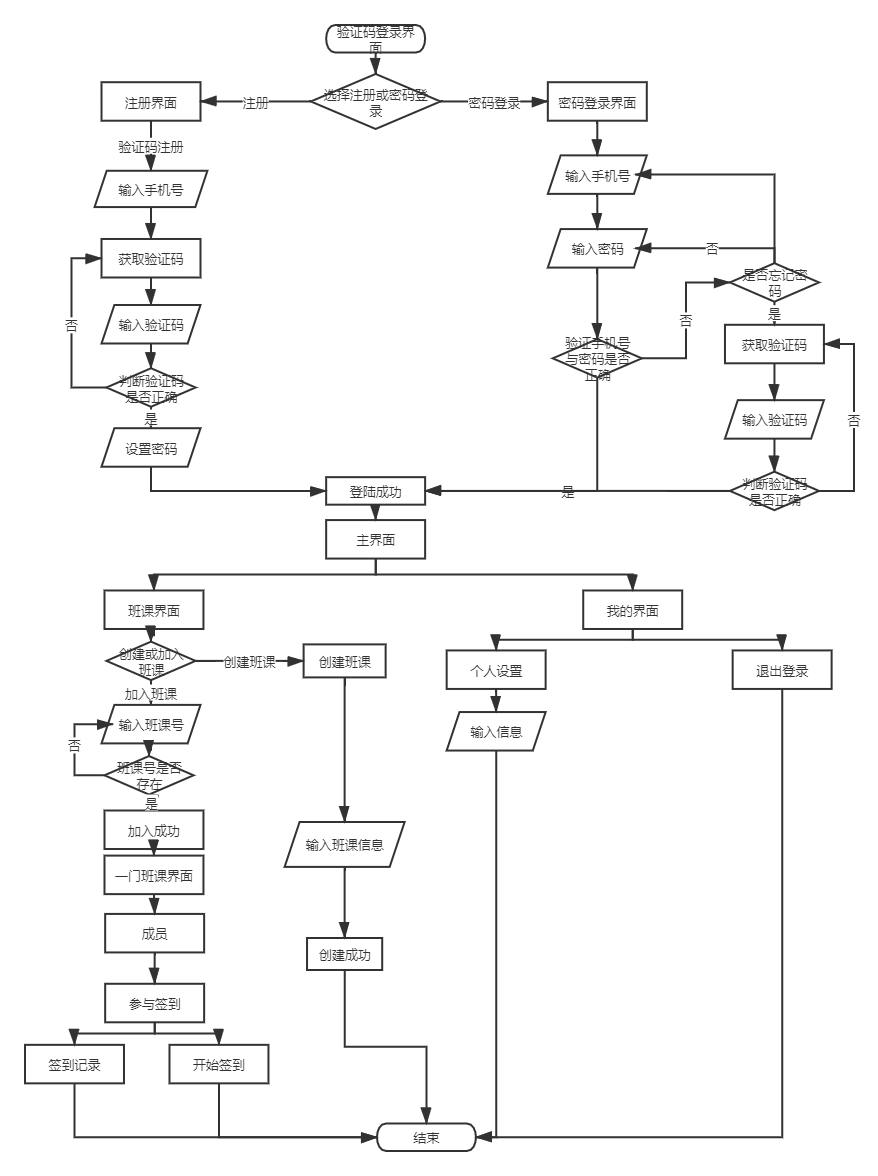 验证码登录界
面
选择注册或密码登
录
注册
密码登录
注册界面
密码登录界面
验证码注册
输入手机号
输入手机号
获取验证码
输入密码
否
是否忘记密
码
是
输入验证码
否
否
验证手机号
与密码是否
正确
获取验证码
判断验证码
是否正确
是
设置密码
输入验证码
否
登陆成功
是
判断验证码
是否正确
主界面
班课界面
我的界面
创建或加入
班课
创建班课
创建班课
个人设置
退出登录
加入班课
输入班课号
输入信息
否
班课号是否
存在
是
加入成功
输入班课信息
一门班课界面
成员
创建成功
参与签到
签到记录
开始签到
结束